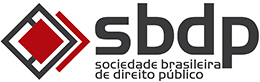 sbdp
sociedade brasileira
de direito público